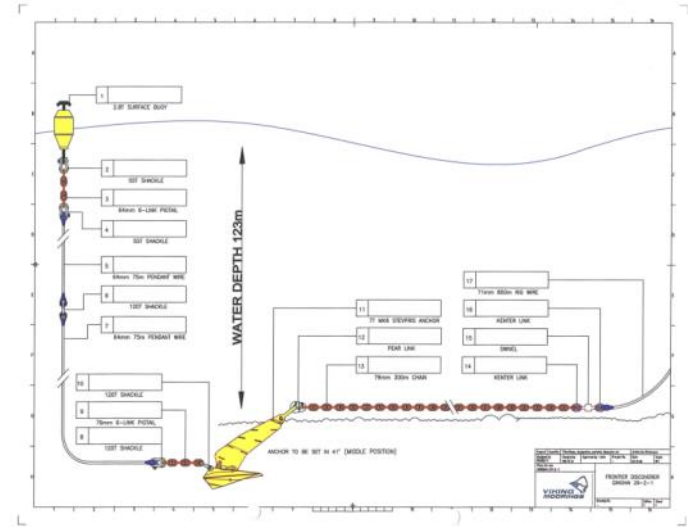 1
2.8T SURFACE BUOY
2
55T SHACKLE
3
64mm 6-LINK PIGTAIL
4
55T SHACKLE
5
64mm 75m PENDANT WIRE
6
120T SHACKLE
7
64mm 75m PENDANT WIRE
WATER DEPTH 123m
17
71mm 880m RIG WIRE
16
KENTER LINK
15
SWIVEL
14
KENTER LINK
11
7T MK6 STEVPRIS ANCHOR
12
PEAR LINK
13
76mm 300m CHAIN
10
120T SHACKLE
9
76mm 6-LINK PIGTAIL
8
120T SHACKLE
ANCHOR TO BE SET IN 41° (MIDDLE POSITION)
VIKING
MOORINGS
FRONTIER DISCOVERER